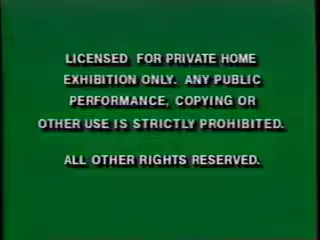 LICENSED FOR PRIVATE HOME
EXHIBITION ONLY. ANY PUBLIC
PERFORMANCE, COPYING OR
OTHER USE IS STRICTLY PROHIBITED.
ALL OTHER RIGHTS RESERVED.